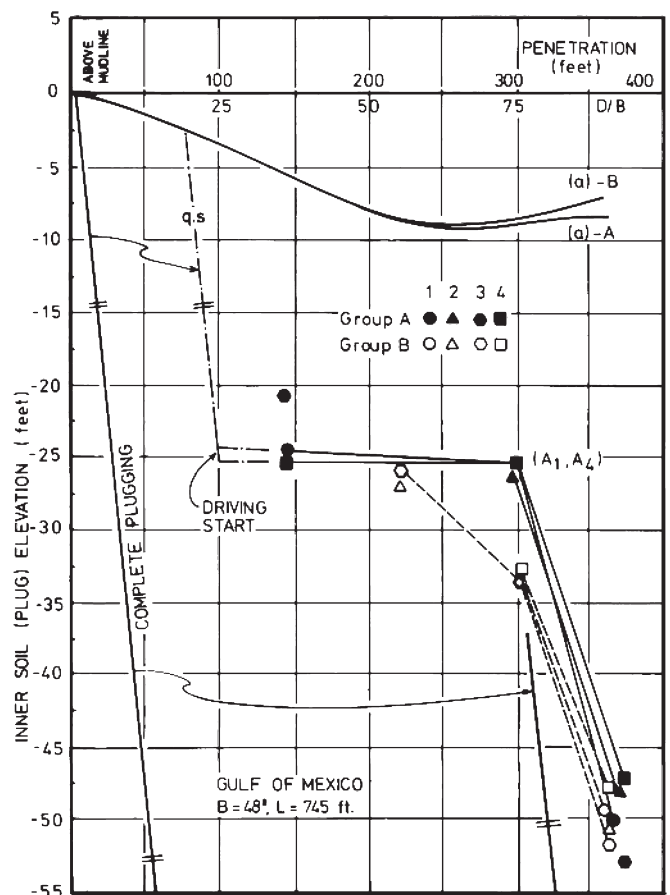 ABOVE
MUDLINE
PENETRATION
(feet)
100 200 300 400
25 50 75 D/B
0
-5
-10
-15
-20
-25
-30
-35
-40
-45
-50
-55
INNER SOIL (PLUG) ELEVATION (feet)
(a)-B
(a)-A
q.s
1 2 3 4
Group A
Group B
(A1, A4)
DRIVING
START
COMPLETE PLUGGING
GULF OF MEXICO
B = 48", L = 745 ft.